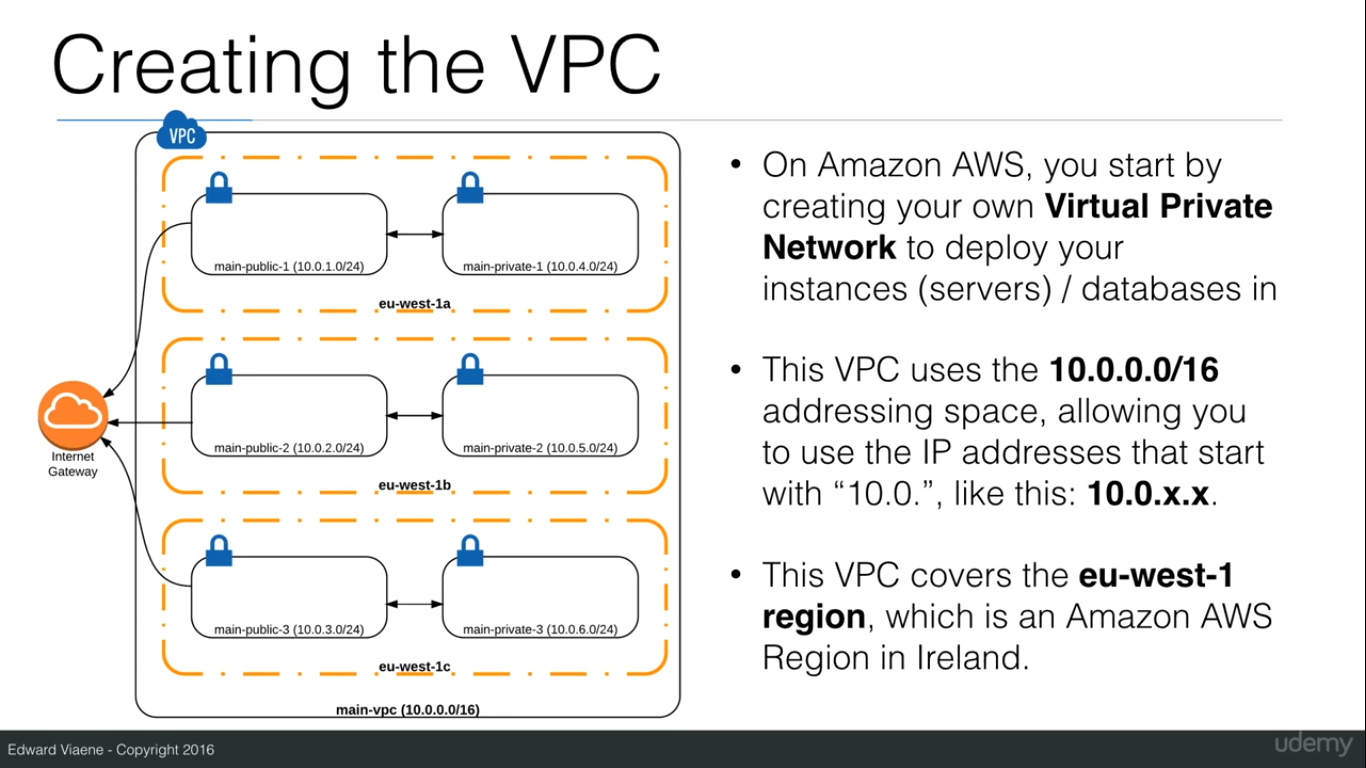 Creating the VPC
VPC
main-public-1 (10.0.1.0/24)
main-private-1 (10.0.4.0/24)
eu-west-1a
main-public-2 (10.0.2.0/24)
main-private-2 (10.0.5.0/24)
eu-west-1b
Internet
Gateway
main-public-3 (10.0.3.0/24)
main-private-3 (10.0.6.0/24)
eu-west-1c
main-vpc (10.0.0.0/16)
• On Amazon AWS, you start by
creating your own Virtual Private
Network to deploy your
instances (servers) / databases in
• This VPC uses the 10.0.0.0/16
addressing space, allowing you
to use the IP addresses that start
with “10.0.”, like this: 10.0.x.x.
• This VPC covers the eu-west-1
region, which is an Amazon AWS
Region in Ireland.
Edward Viaene - Copyright 2016
udemy